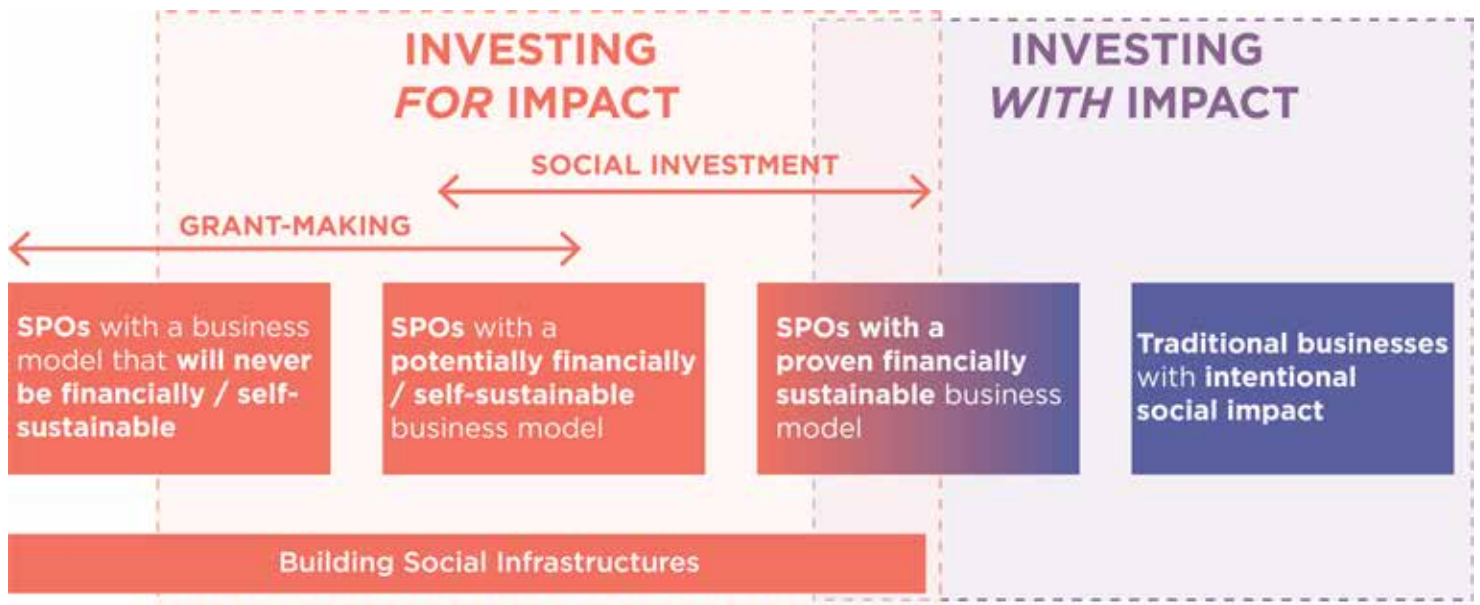 INVESTING
FOR IMPACT
INVESTING
WITH IMPACT
SOCIAL INVESTMENT
GRANT-MAKING
SPOs with a business
model that will never
be financially / self-
sustainable
SPOs with a
potentially financially
/ self-sustainable
business model
SPOs with a
proven financially
sustainable business
model
Traditional businesses
with intentional
social impact
Building Social Infrastructures